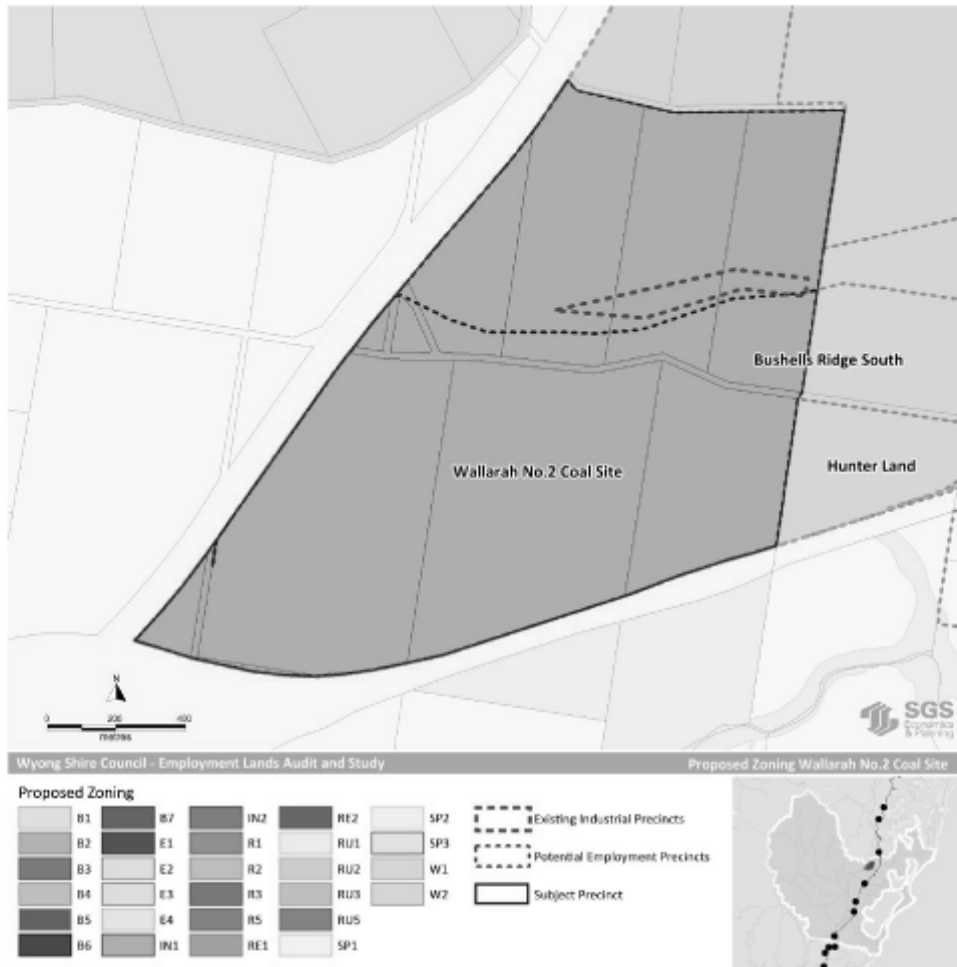 Bushells Ridge South
Wallarah No.2 Coal Site
Hunter Land
N
0 200 400
metres
SGS
Economics
& Planning
Wyong Shire Council - Employment Lands Audit and Study
Proposed Zoning Wallarah No.2 Coal Site
Proposed Zoning
B1 B7 IN2 RE2 SP2
B2 E1 R1 RU1 SP3
B3 E2 R2 RU2 W1
B4 E3 R3 RU3 W2
B5 E4 R5 RU5
B6 IN1 RE1 SP1
Existing Industrial Precincts
Potential Employment Precincts
Subject Precinct